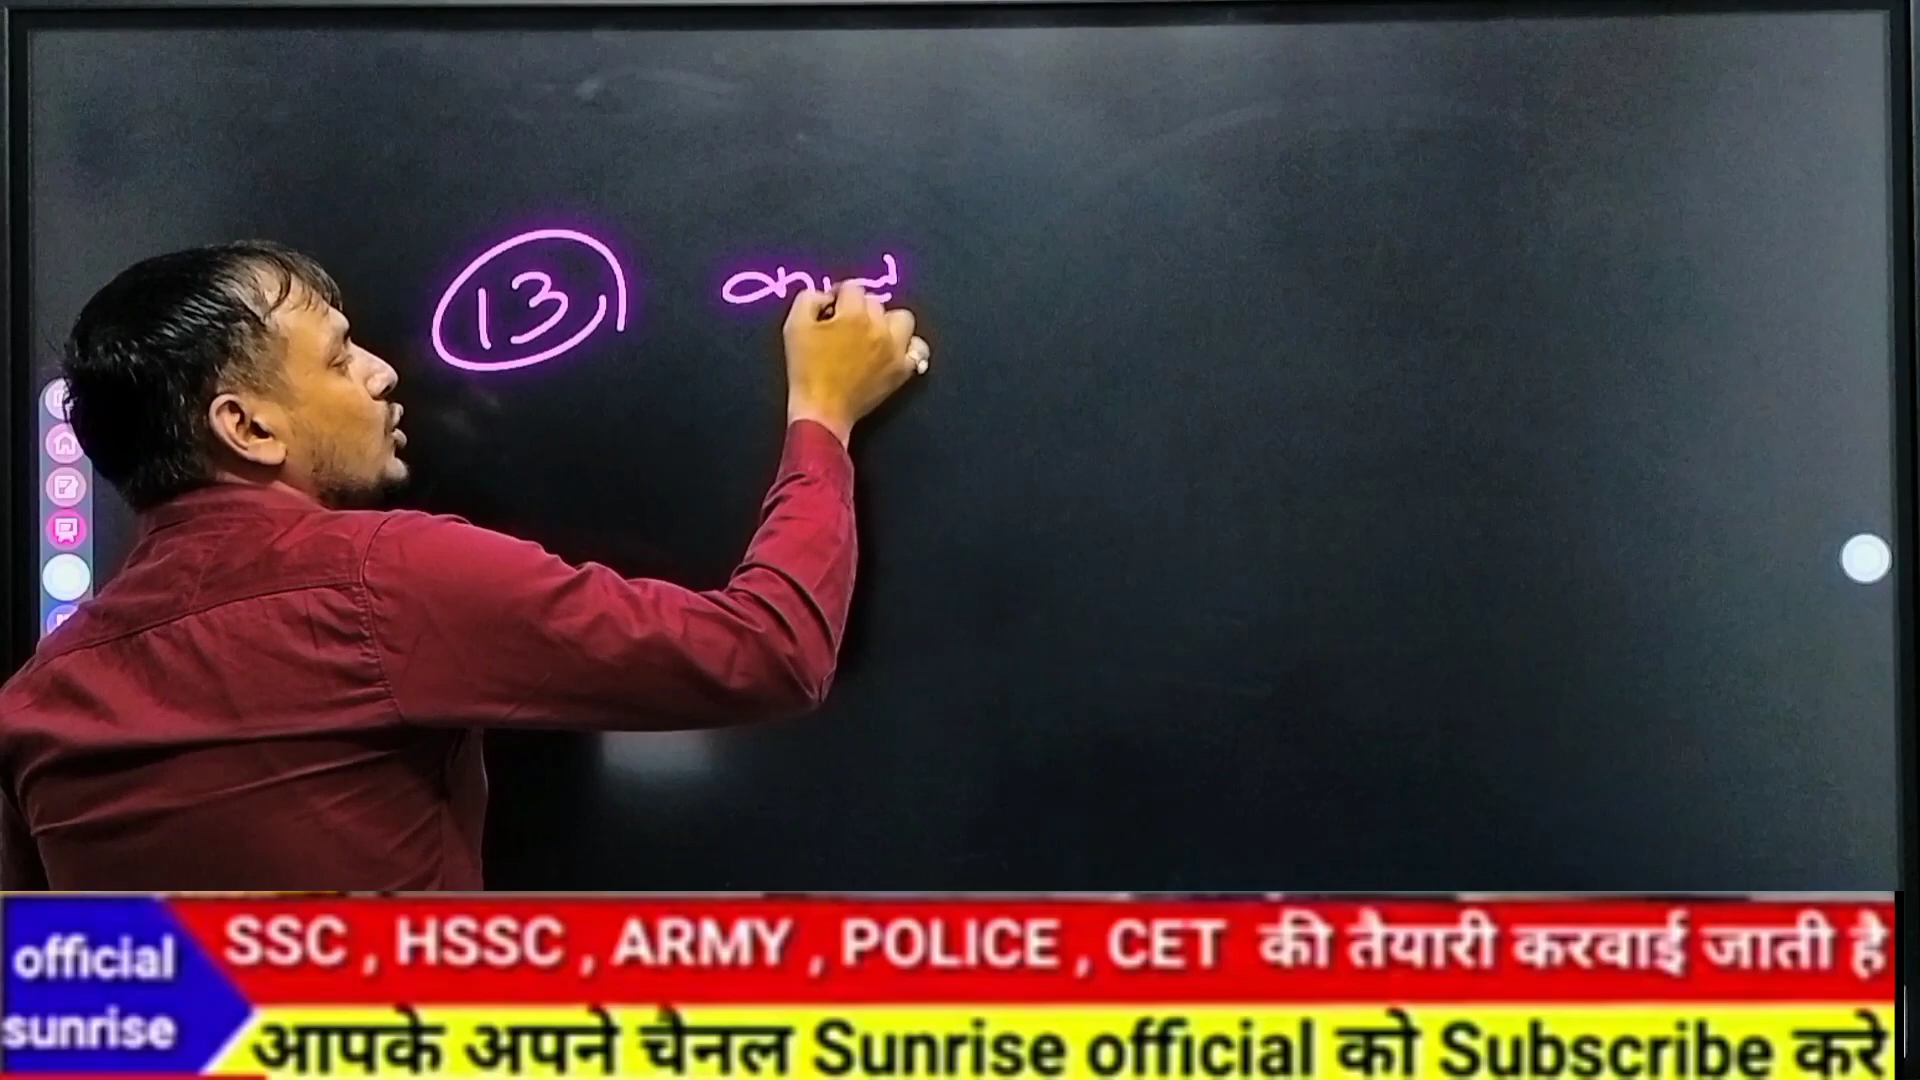 13
official
sunrise
SSC , HSSC , ARMY , POLICE , CET की तैयारी करवाई जाती है
आपके अपने चैनल Sunrise official को Subscribe करे